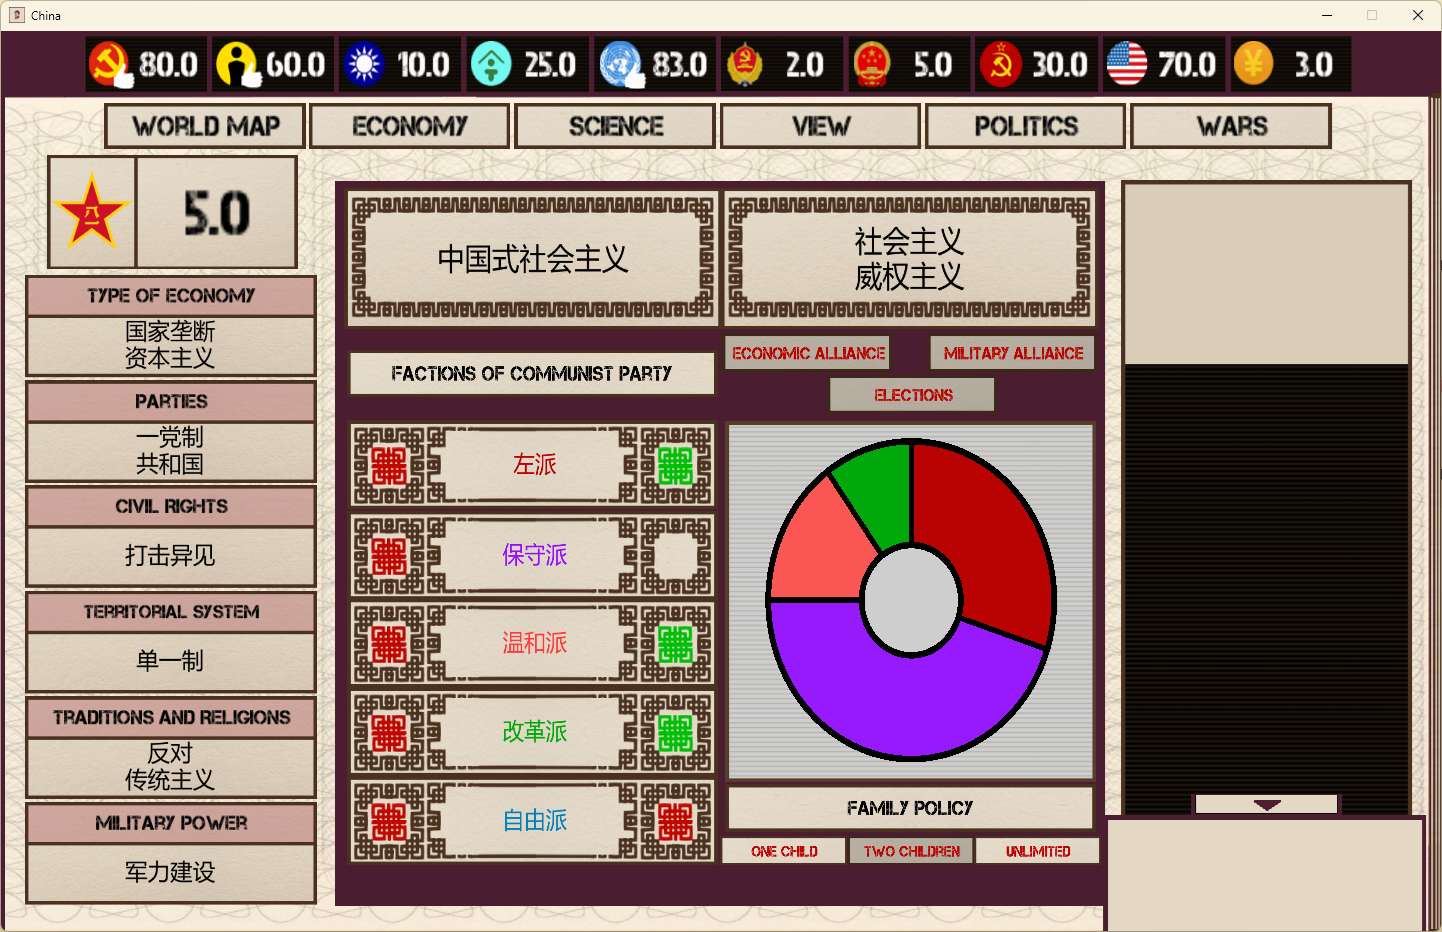 China
80.0
60.0
10.0
25.0
83.0
2.0
5.0
30.0
70.0
3.0
WORLD MAP
ECONOMY
SCIENCE
VIEW
POLITICS
WARS
八一
5.0
TYPE OF ECONOMY
国家垄断
资本主义
PARTIES
一党制
共和国
CIVIL RIGHTS
打击异见
TERRITORIAL SYSTEM
单一制
TRADITIONS AND RELIGIONS
反对
传统主义
MILITARY POWER
军力建设
中国式社会主义
社会主义
威权主义
FACTIONS OF COMMUNIST PARTY
左派
保守派
温和派
改革派
自由派
ECONOMIC ALLIANCE
MILITARY ALLIANCE
ELECTIONS
FAMILY POLICY
ONE CHILD
TWO CHILDREN
UNLIMITED